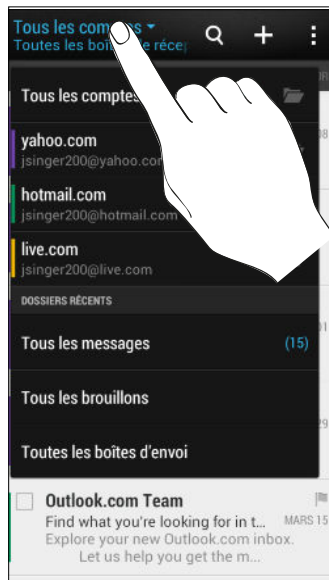 Tous les comptes
Toutes les boîtes de récep
Tous les comptes
yahoo.com
jsinger200@yahoo.com
hotmail.com
jsinger200@hotmail.com
live.com
jsinger200@live.com
DOSSIERS RÉCENTS
Tous les messages (15)
Tous les brouillons
Toutes les boîtes d'envoi
Outlook.com Team
Find what you're looking for in t... MARS 15
Explore your new Outlook.com inbox.
Let us help you get the m...